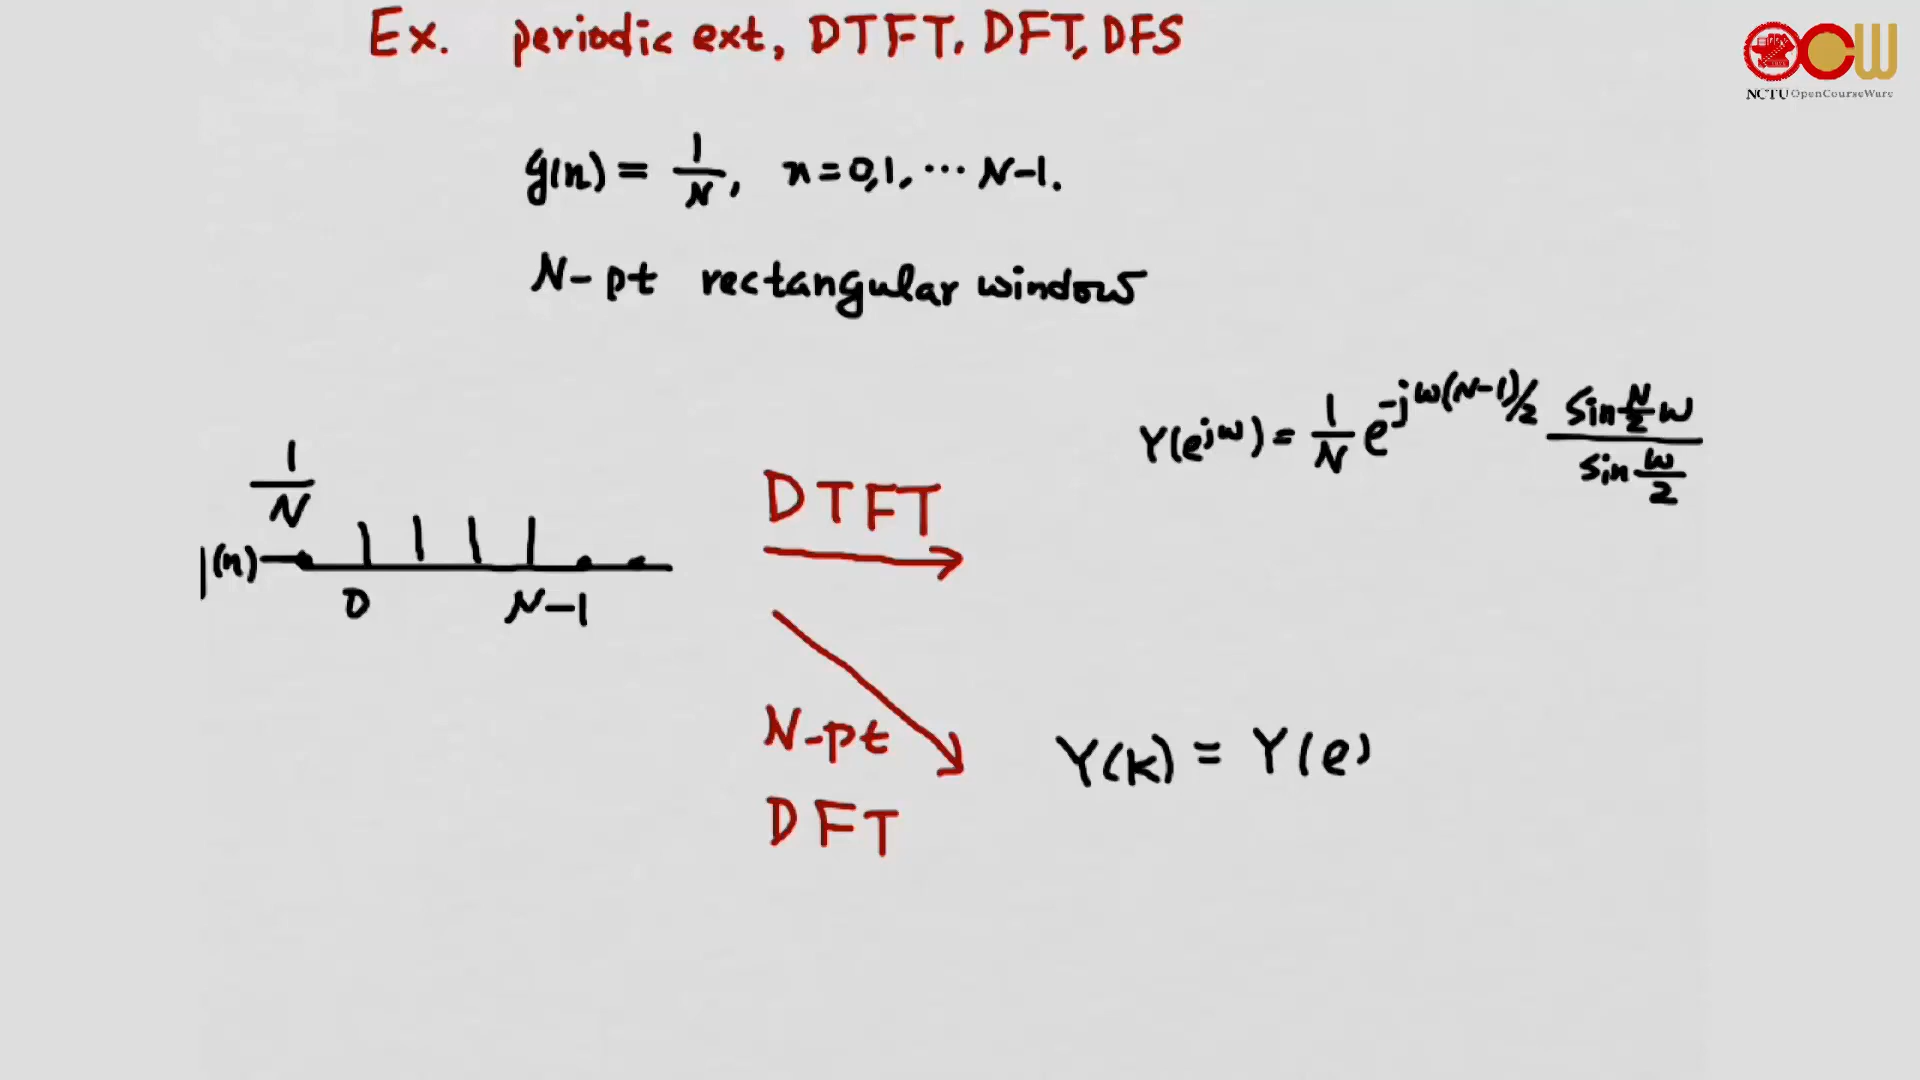 Ex. periodic ext, DTFT, DFT, DFS
NCTU OpenCourseWare
g(n) = 1/N, n=0,1,⋯ N-1.
N-pt rectangular window
Y(e^{jω}) = 1/N e^{-jω(N-1)/2} sin N/2 ω / sin ω/2
1/N
DTFT
(n)
0 N-1
N-pt
DFT
Y(k) = Y(e)